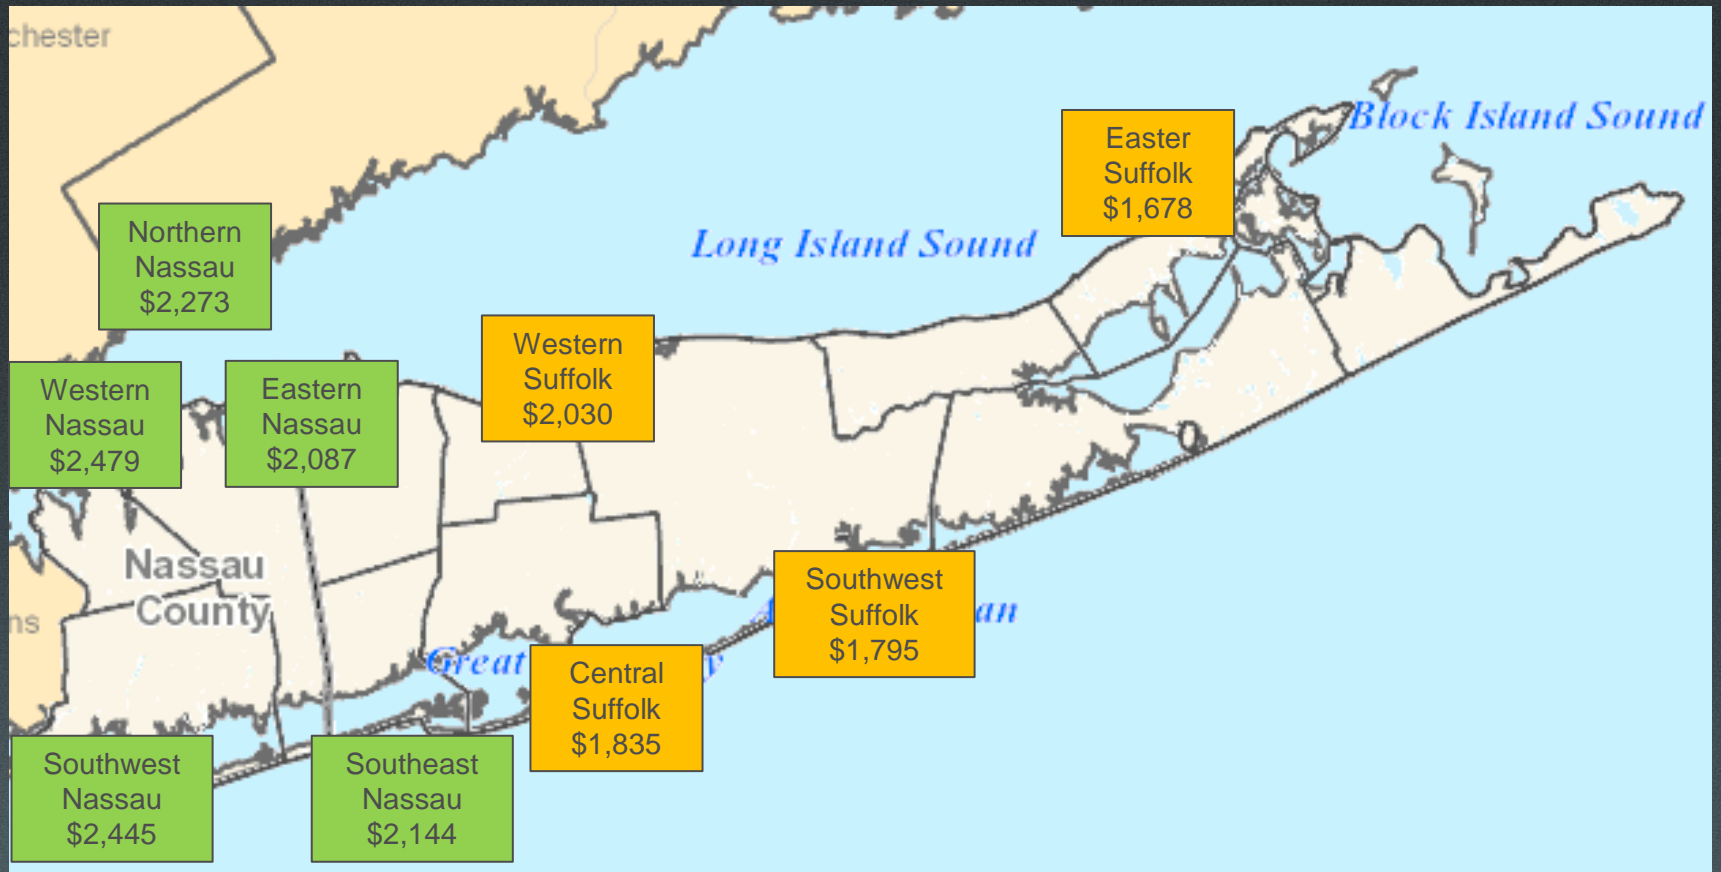 chester
Block Island Sound
Easter
Suffolk
$1,678
Northern
Nassau
$2,273
Long Island Sound
Western
Suffolk
$2,030
Western
Nassau
$2,479
Eastern
Nassau
$2,087
Nassau
County
ns
Southwest
Suffolk
$1,795
an
Great
y
Central
Suffolk
$1,835
Southwest
Nassau
$2,445
Southeast
Nassau
$2,144